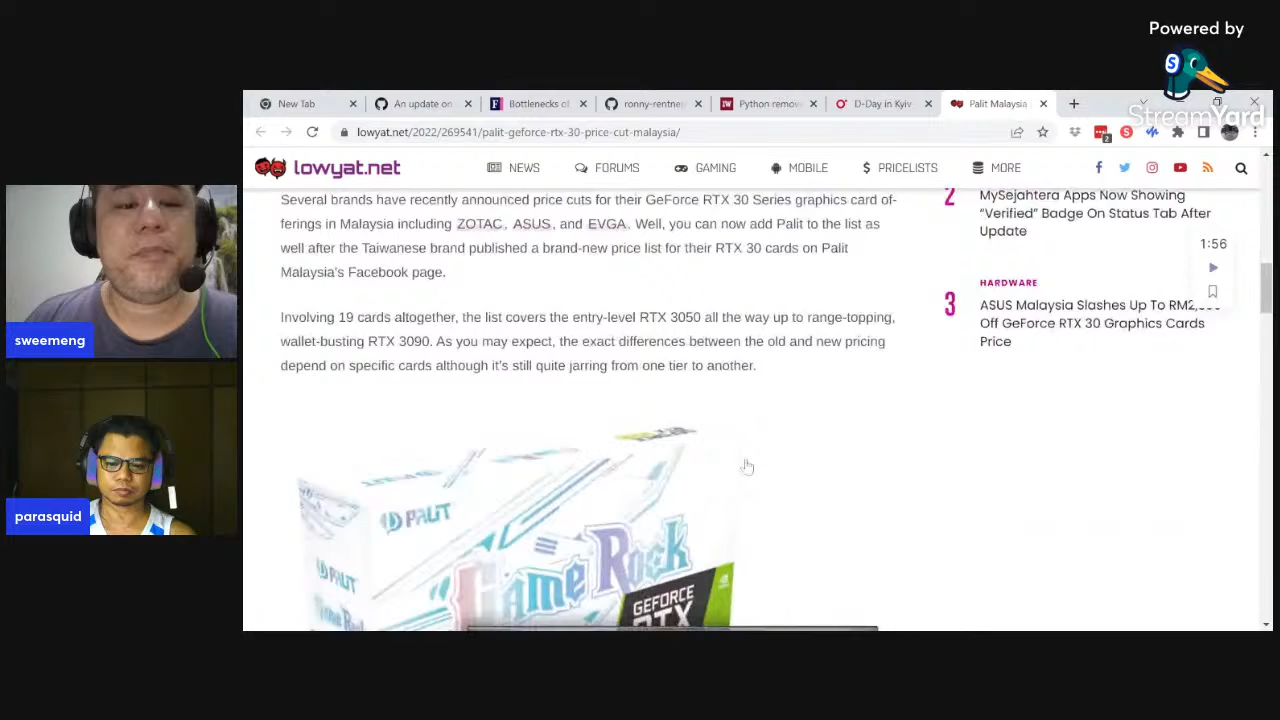 Powered by
StreamYard
New Tab
An update on
Bottlenecks of
ronny-rentne
Python remov
D-Day in Kyiv
Palit Malaysia
lowyat.net/2022/269541/palit-geforce-rtx-30-price-cut-malaysia/
lowyat.net
NEWS
FORUMS
GAMING
MOBILE
$ PRICELISTS
MORE
Several brands have recently announced price cuts for their GeForce RTX 30 Series graphics card of-
ferings in Malaysia including ZOTAC, ASUS, and EVGA. Well, you can now add Palit to the list as
well after the Taiwanese brand published a brand-new price list for their RTX 30 cards on Palit
Malaysia's Facebook page.
Involving 19 cards altogether, the list covers the entry-level RTX 3050 all the way up to range-topping,
wallet-busting RTX 3090. As you may expect, the exact differences between the old and new pricing
depend on specific cards although it's still quite jarring from one tier to another.
2
MySejahtera Apps Now Showing
“Verified” Badge On Status Tab After
Update
1:56
HARDWARE
3
ASUS Malaysia Slashes Up To
Off GeForce RTX 30 Graphics Cards
Price
PALIT
PALIT
Game Rock
GEFORCE
RTX
sweemeng
parasquid